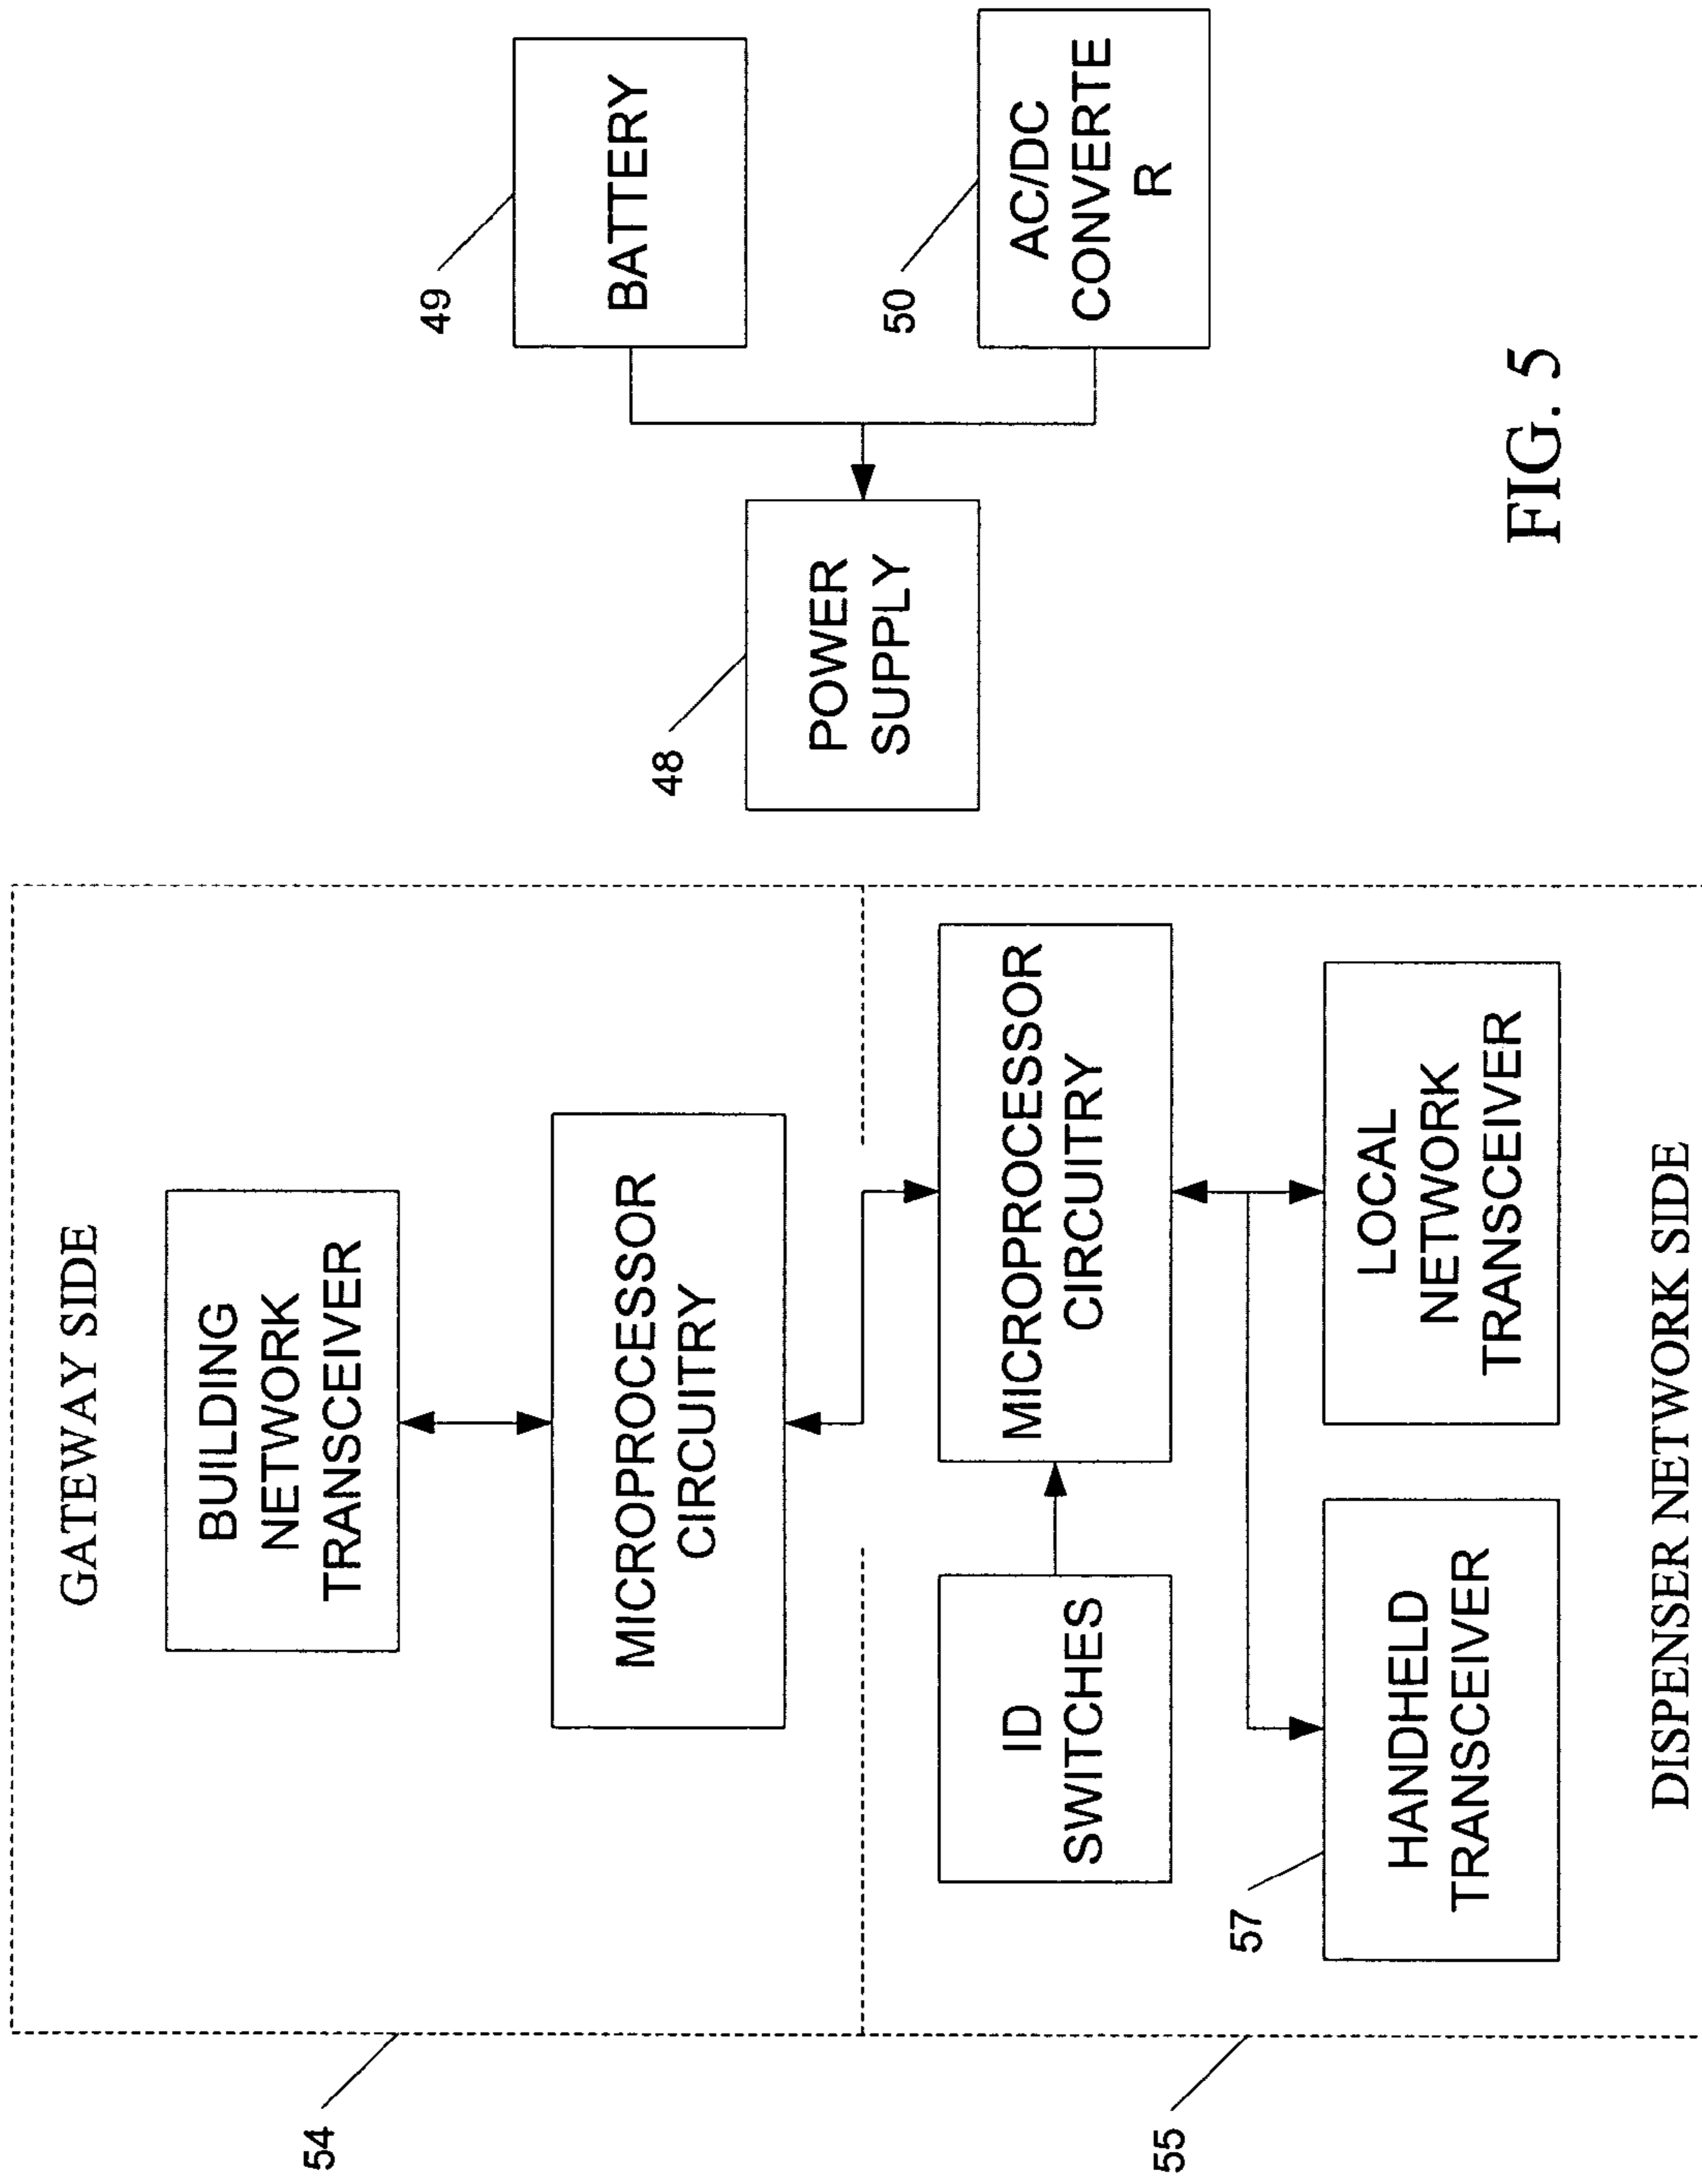 GATEWAY SIDE
BUILDING
NETWORK
TRANSCEIVER
MICROPROCESSOR
CIRCUITRY
54
ID
SWITCHES
MICROPROCESSOR
CIRCUITRY
57
HANDHELD
TRANSCEIVER
LOCAL
NETWORK
TRANSCEIVER
55
DISPENSER NETWORK SIDE
48
POWER
SUPPLY
49
BATTERY
50
AC/DC
CONVERTE
R
FIG. 5